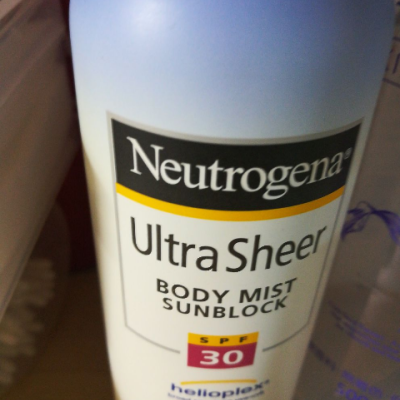 Neutrogena®
Ultra Sheer
BODY MIST
SUNBLOCK
SPF
30
helioplex®